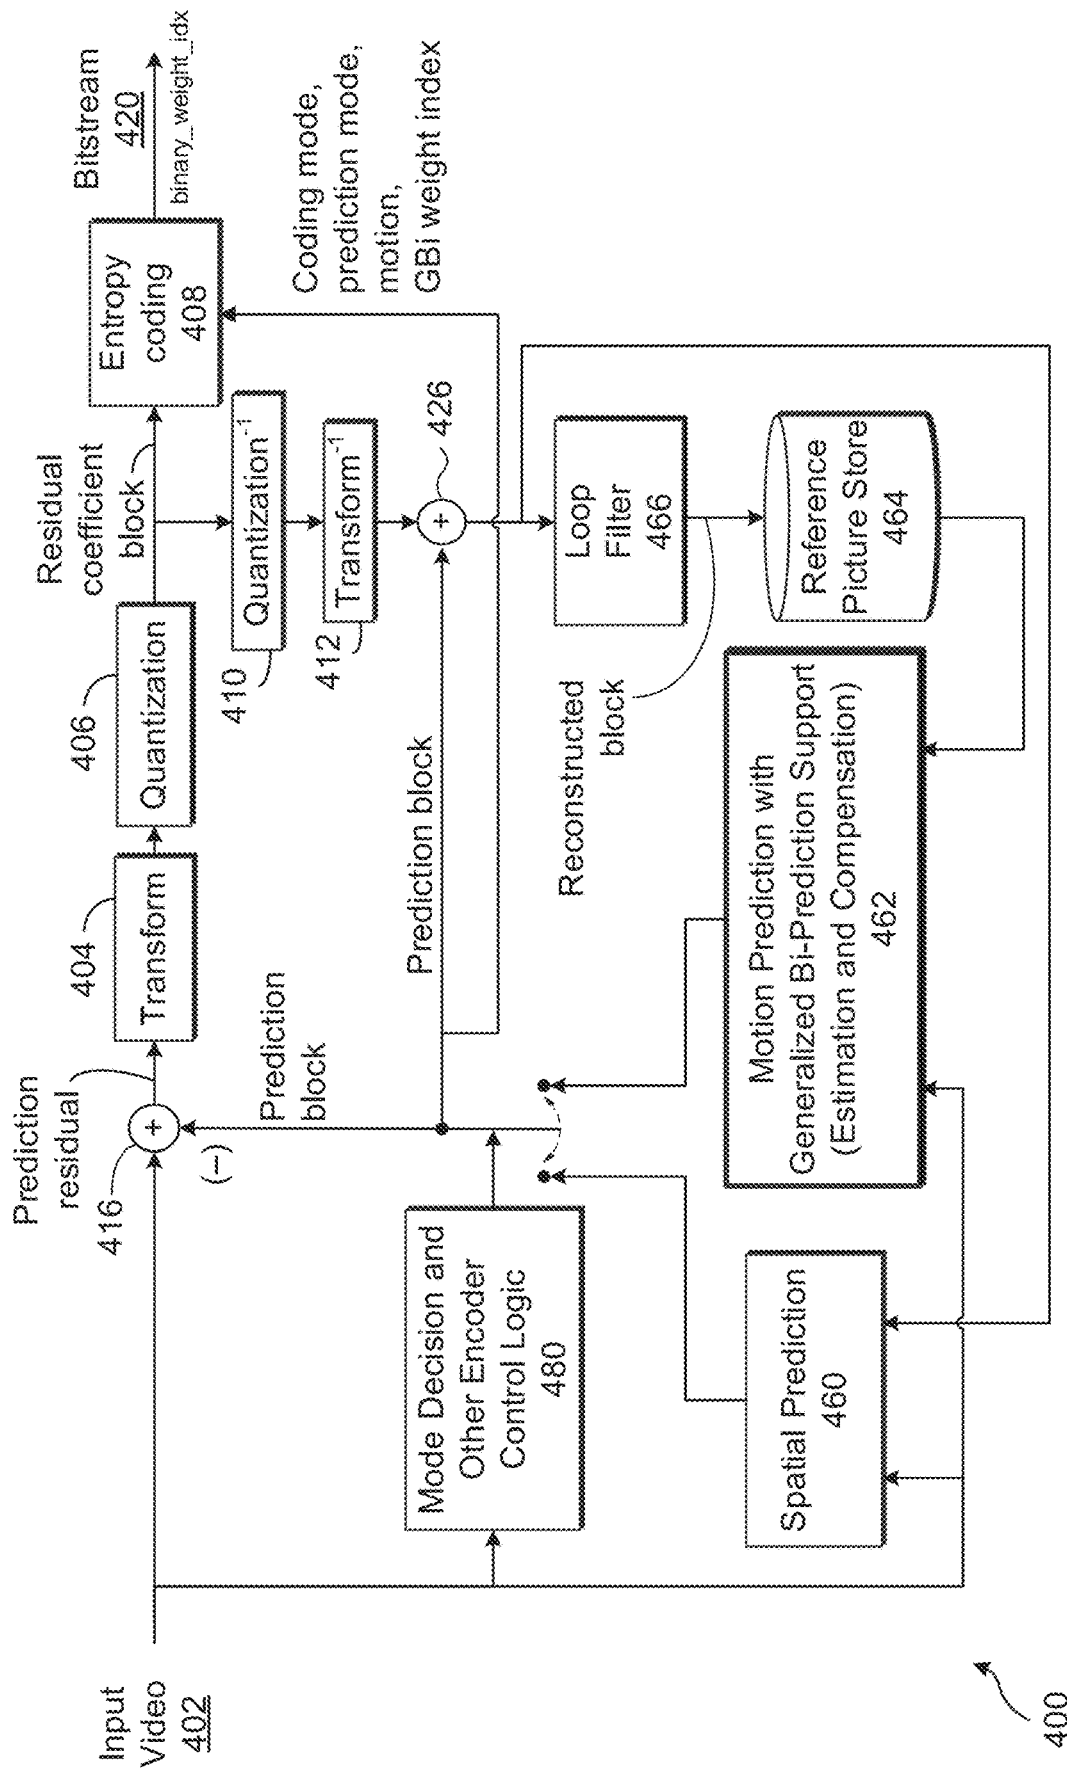 Input
Video
402
Prediction
residual
416
(–)
+
Transform
404
Quantization
406
Residual
coefficient
block
Entropy
coding
408
Bitstream
420
binary_weight_idx
Coding mode,
prediction mode,
motion,
GBi weight index
Quantization-1
410
Transform-1
412
+
426
Prediction
block
Prediction block
Mode Decision and
Other Encoder
Control Logic
480
Loop
Filter
466
Reconstructed
block
Reference
Picture Store
464
Motion Prediction with
Generalized Bi-Prediction Support
(Estimation and Compensation)
462
Spatial Prediction
460
400